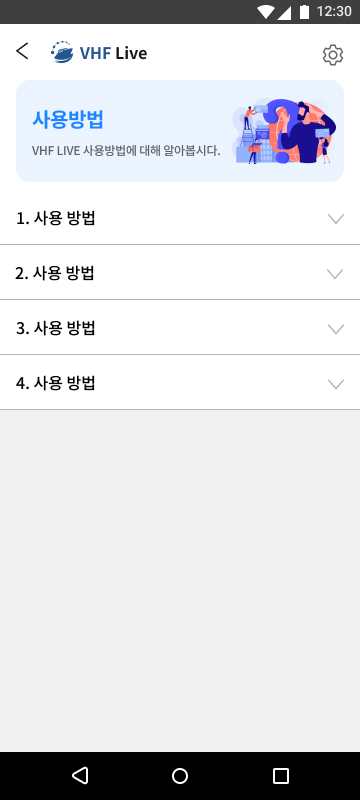 12:30
VHF Live
사용방법
VHF LIVE 사용방법에 대해 알아봅시다.
1. 사용 방법
2. 사용 방법
3. 사용 방법
4. 사용 방법